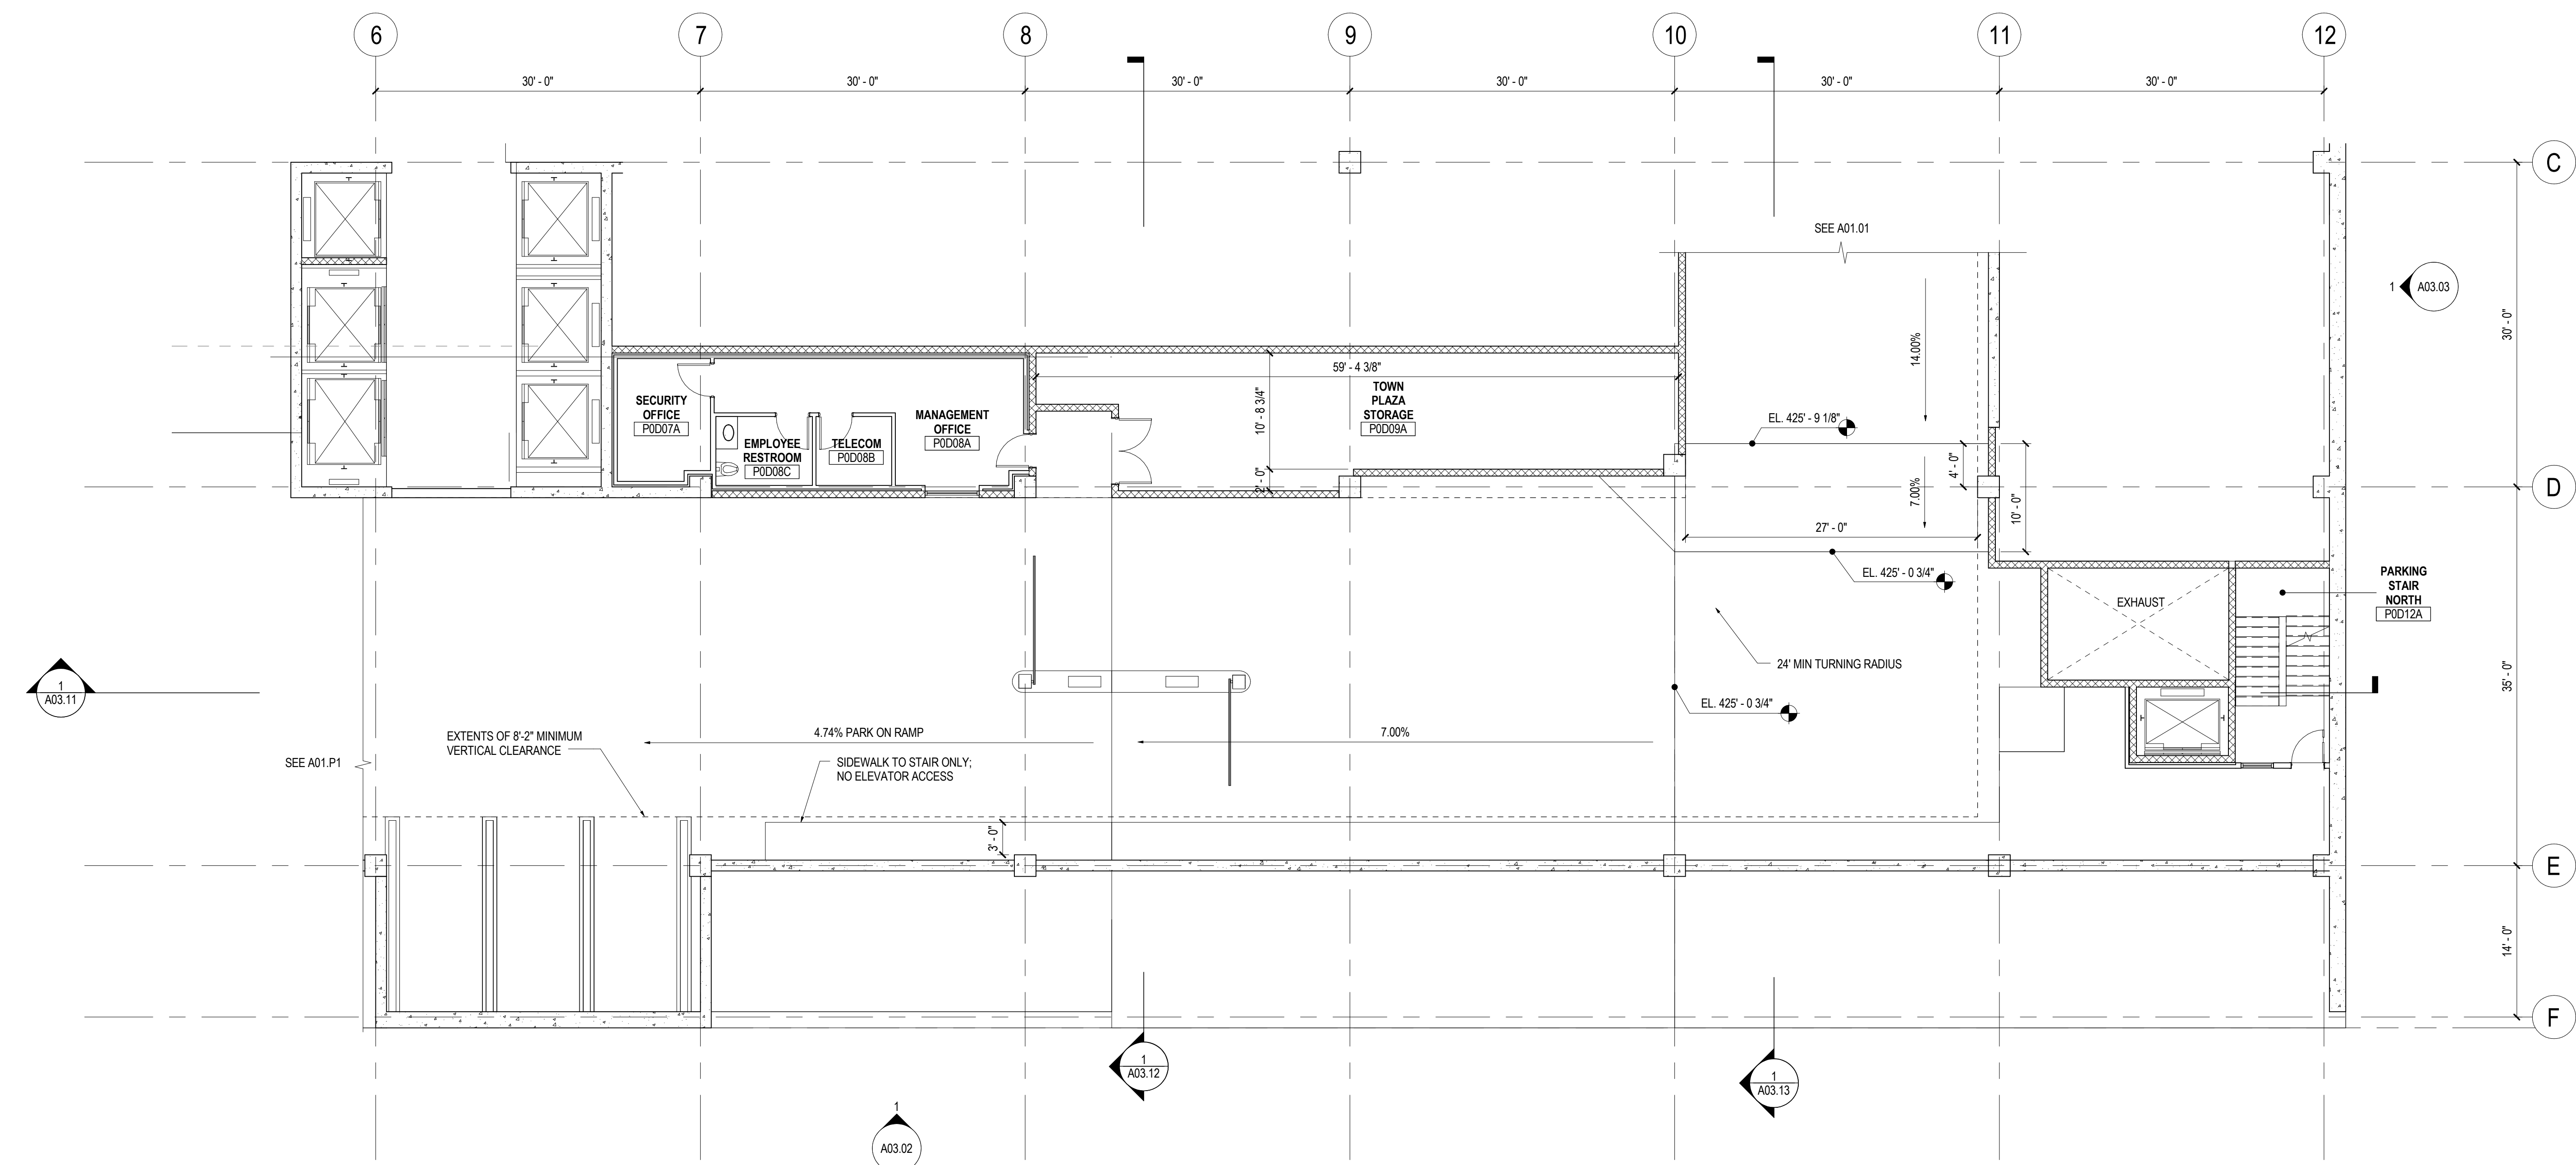 6
7
8
9
10
11
12
30' - 0"
30' - 0"
30' - 0"
30' - 0"
30' - 0"
30' - 0"
C
SEE A01.01
1
A03.03
30' - 0"
14.00%
59' - 4 3/8"
TOWN
PLAZA
STORAGE
P0D09A
10' - 8 3/4"
SECURITY
OFFICE
P0D07A
MANAGEMENT
OFFICE
P0D08A
EMPLOYEE
RESTROOM
P0D08C
TELECOM
P0D08B
EL. 425' - 9 1/8"
4' - 0"
2' - 0"
7.00%
D
10' - 0"
27' - 0"
EL. 425' - 0 3/4"
PARKING
STAIR
NORTH
P0D12A
EXHAUST
24' MIN TURNING RADIUS
35' - 0"
1
A03.11
EL. 425' - 0 3/4"
EXTENTS OF 8'-2" MINIMUM
VERTICAL CLEARANCE
4.74% PARK ON RAMP
7.00%
SEE A01.P1
SIDEWALK TO STAIR ONLY;
NO ELEVATOR ACCESS
3' - 0"
E
14' - 0"
F
1
A03.12
1
A03.13
1
A03.02